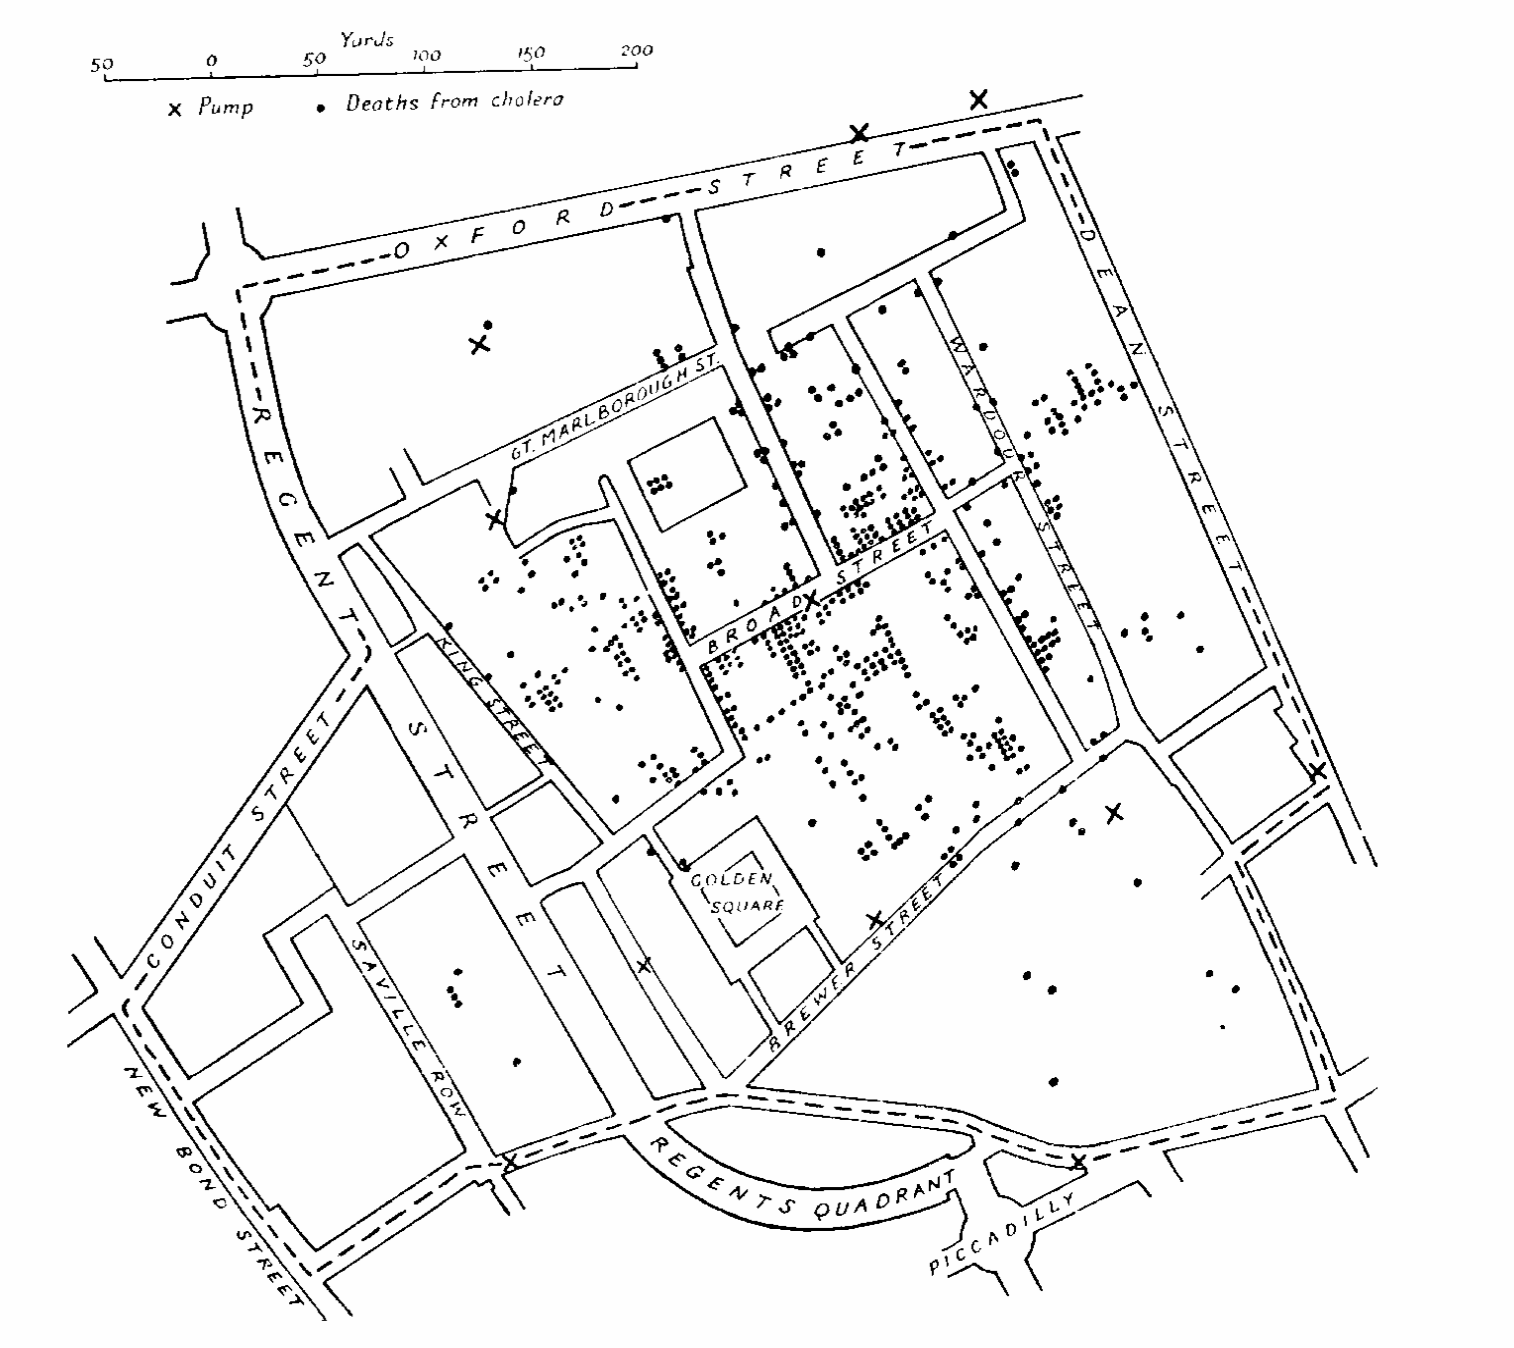 Yards
50 0 50 100 150 200
x Pump • Deaths from cholera
OXFORD STREET
DEAN STREET
REGENT STREET
GT. MARLBOROUGH ST.
WARDOUR STREET
BROAD STREET
KING STREET
CONDUIT STREET
GOLDEN
SQUARE
BREWER STREET
SAVILLE ROW
NEW BOND STREET
REGENTS QUADRANT
PICCADILLY